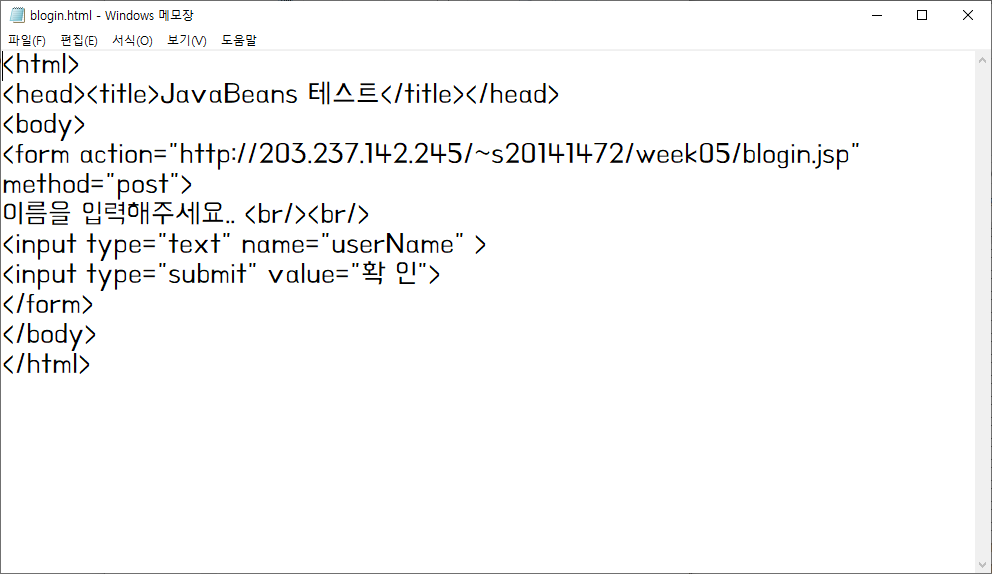 blogin.html - Windows 메모장
파일(F) 편집(E) 서식(O) 보기(V) 도움말
<html>
<head><title>JavaBeans 테스트</title></head>
<body>
<form action="http://203.237.142.245/~s20141472/week05/blogin.jsp"
method="post">
이름을 입력해주세요.. <br/><br/>
<input type="text" name="userName" >
<input type="submit" value="확 인">
</form>
</body>
</html>